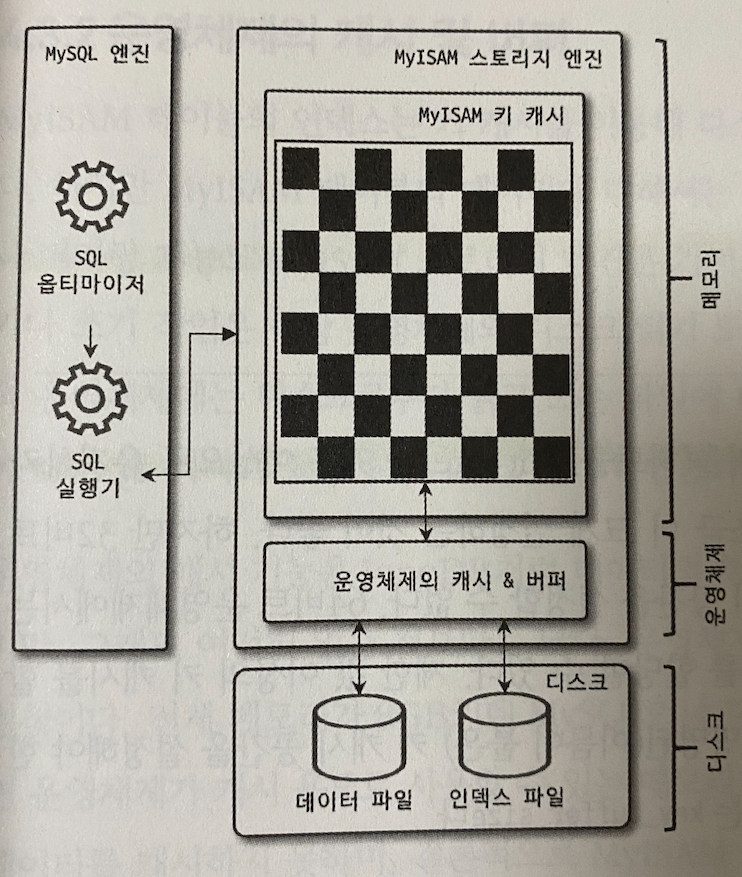 MySQL 엔진
SQL
옵티마이저
SQL
실행기
MyISAM 스토리지 엔진
MyISAM 키 캐시
운영체제의 캐시 & 버퍼
디스크
데이터 파일
인덱스 파일
메모리
운영체제
디스크